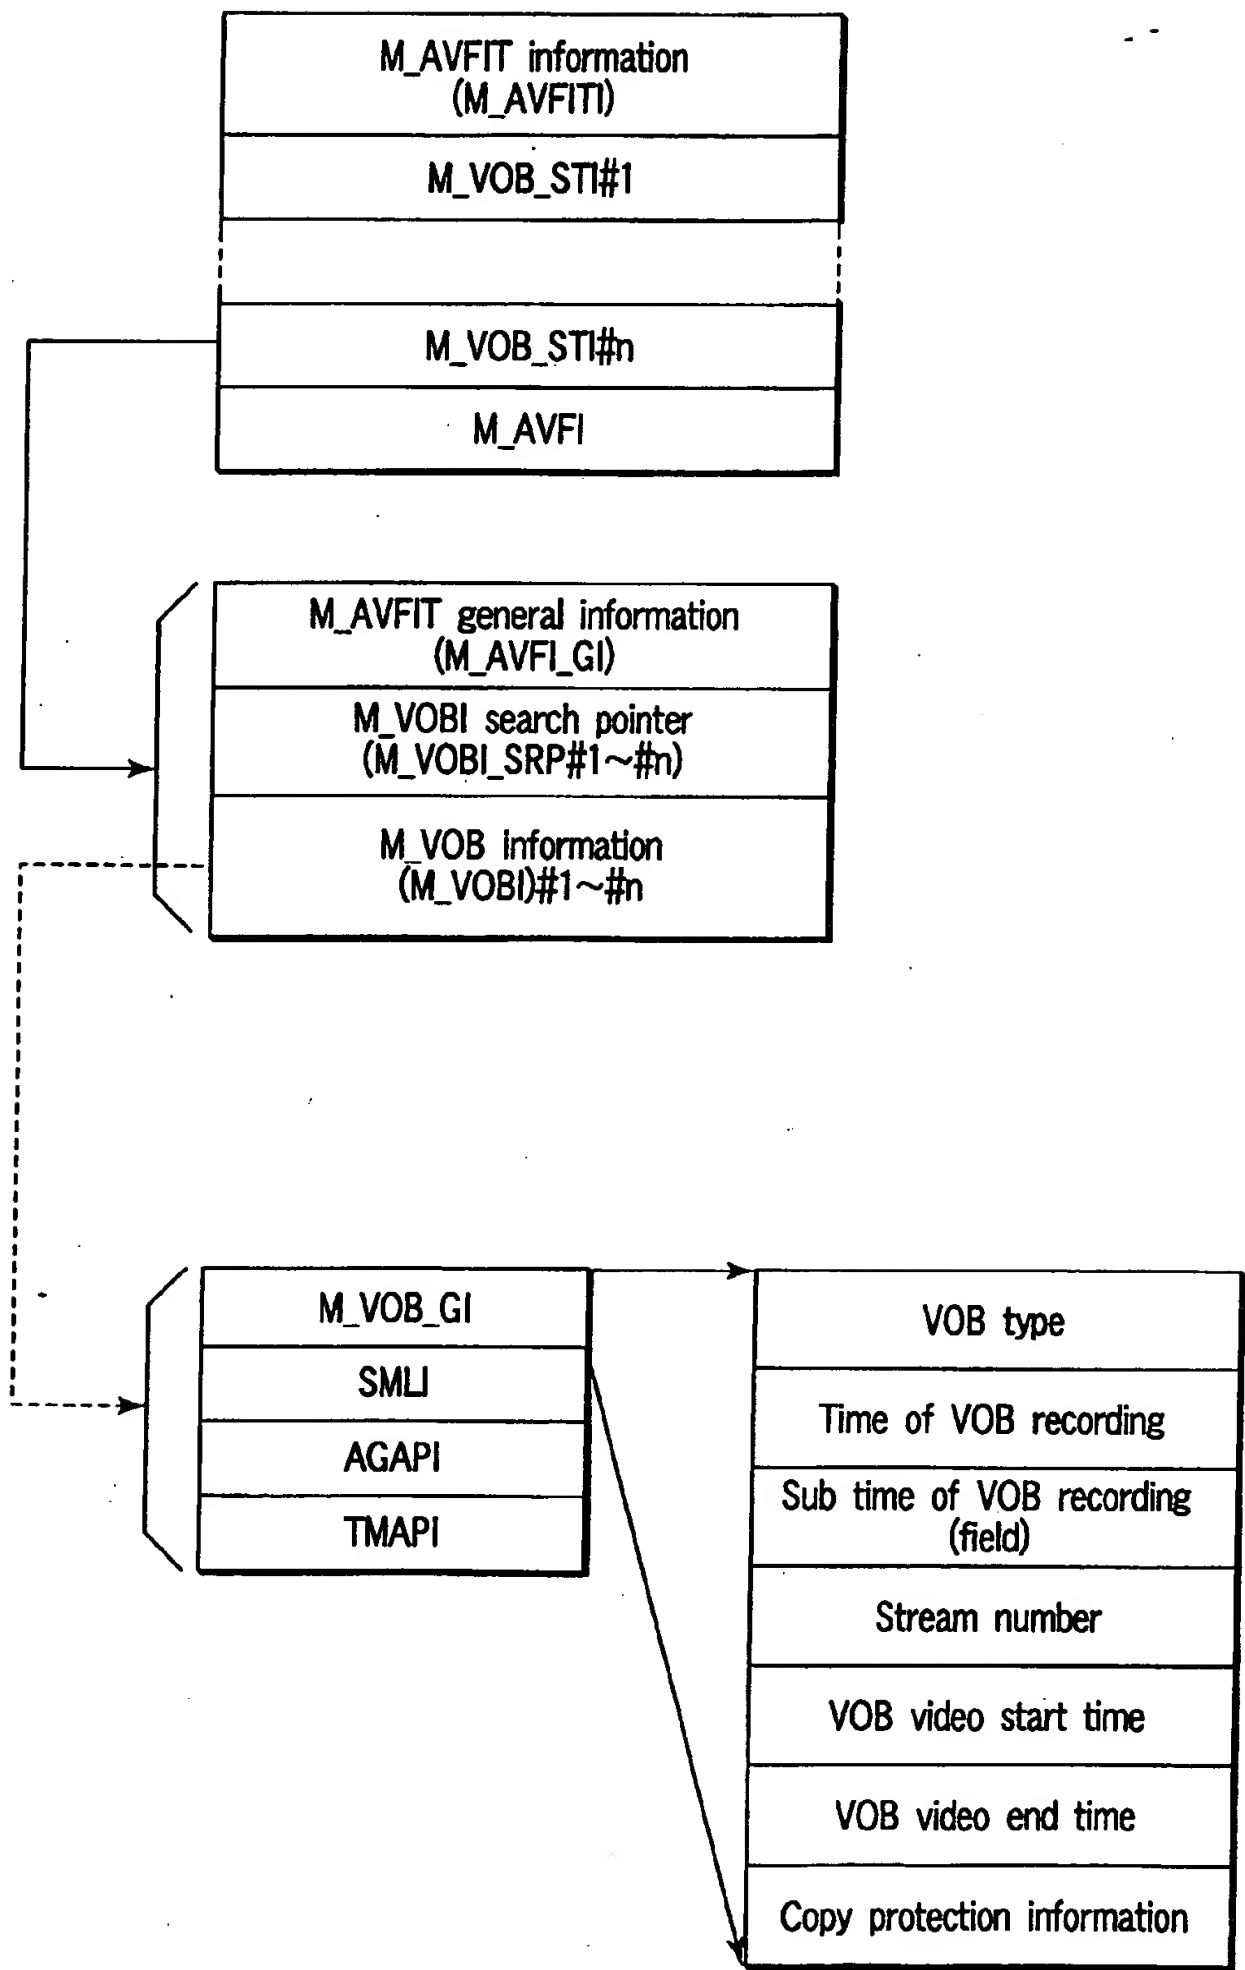 M_AVFIT information
(M_AVFITI)
M_VOB_STI#1
M_VOB_STI#n
M_AVFI
M_AVFIT general information
(M_AVFI_GI)
M_VOBI search pointer
(M_VOBI_SRP#1~#n)
M_VOB information
(M_VOBI)#1~#n
M_VOB_GI
SMLI
AGAPI
TMAPI
VOB type
Time of VOB recording
Sub time of VOB recording
(field)
Stream number
VOB video start time
VOB video end time
Copy protection information